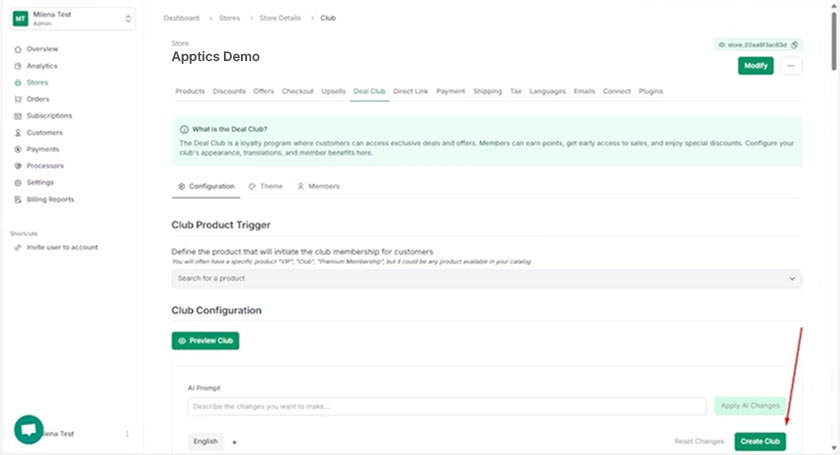 MT
Milena Test
Admin
Overview
Analytics
Stores
Orders
Subscriptions
Customers
Payments
Processors
Settings
Billing Reports
Shortcuts
Invite user to account
lena Test
Dashboard > Stores > Store Details > Club
Store
Apptics Demo
ID: store_02ea9f3ac63d
Modify
Products Discounts Offers Checkout Upsells Deal Club Direct Link Payment Shipping Tax Languages Emails Connect Plugins
What is the Deal Club?
The Deal Club is a loyalty program where customers can access exclusive deals and offers. Members can earn points, get early access to sales, and enjoy special discounts. Configure your
club's appearance, translations, and member benefits here.
Configuration Theme Members
Club Product Trigger
Define the product that will initiate the club membership for customers
You will often have a specific product "VIP", "Club", "Premium Membership", but it could be any product available in your catalog
Search for a product
Club Configuration
Preview Club
AI Prompt
Describe the changes you want to make...
Apply AI Changes
English
Reset Changes
Create Club